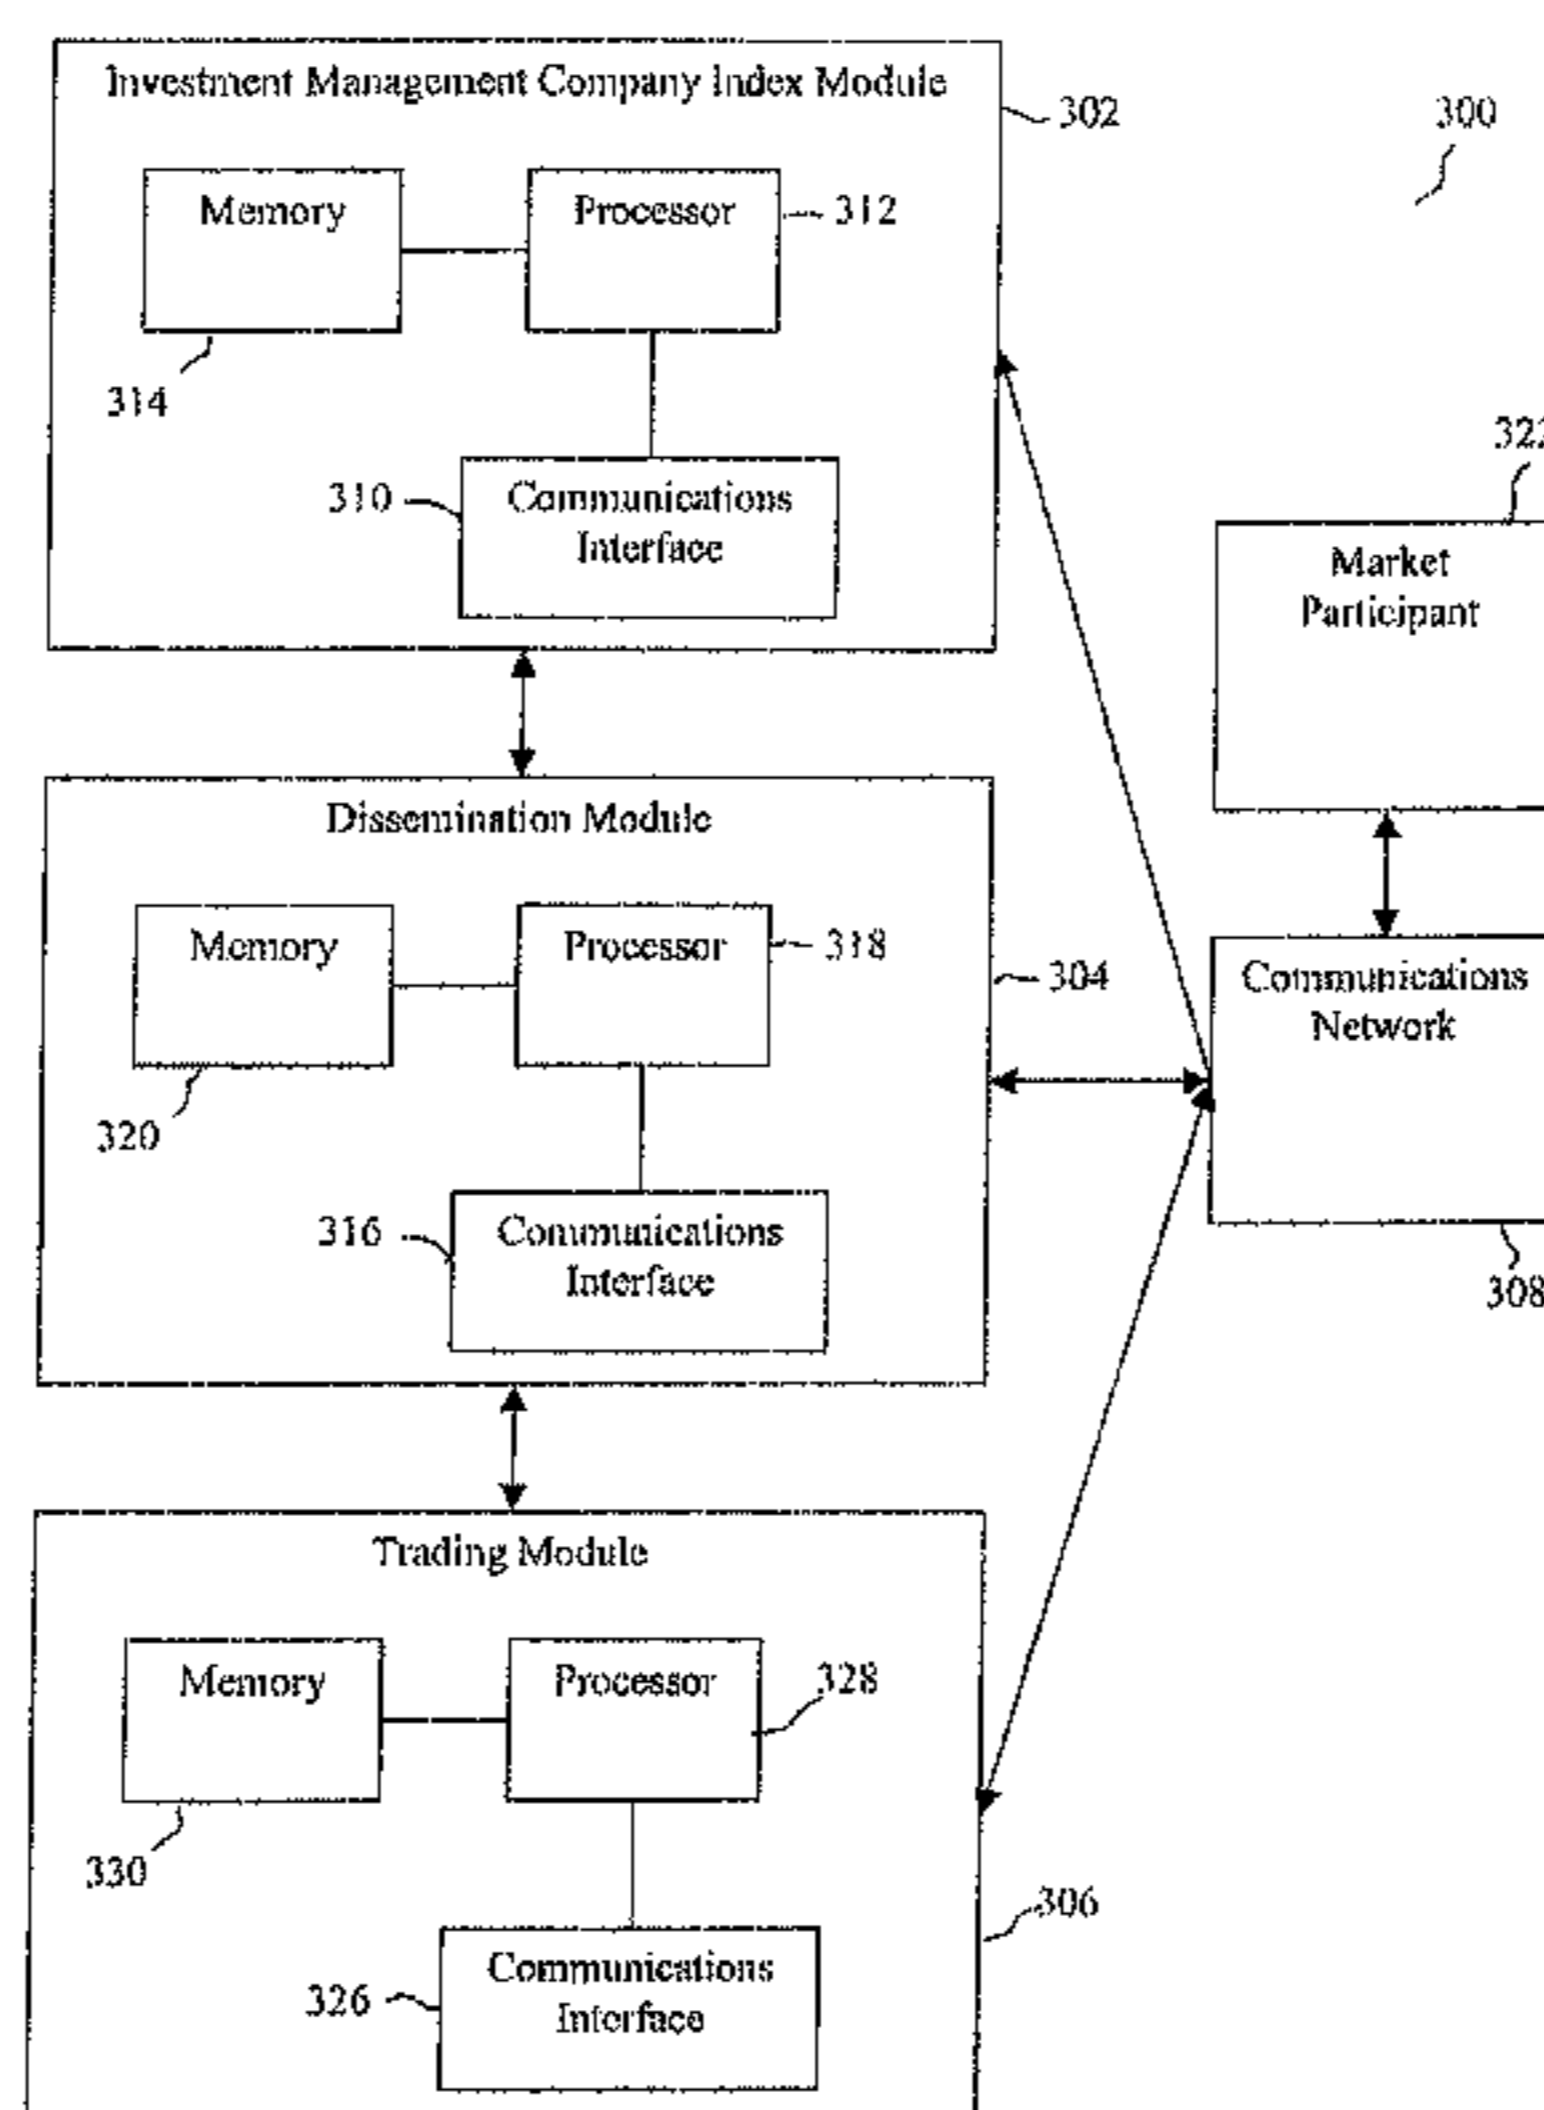 Investment Management Company Index Module
302
300
Memory
Processor
312
314
310
Communications
Interface
322
Market
Participant
Dissemination Module
Memory
Processor
318
304
Communications
Network
320
316
Communications
Interface
308
Trading Module
Memory
Processor
328
330
306
326
Communications
Interface